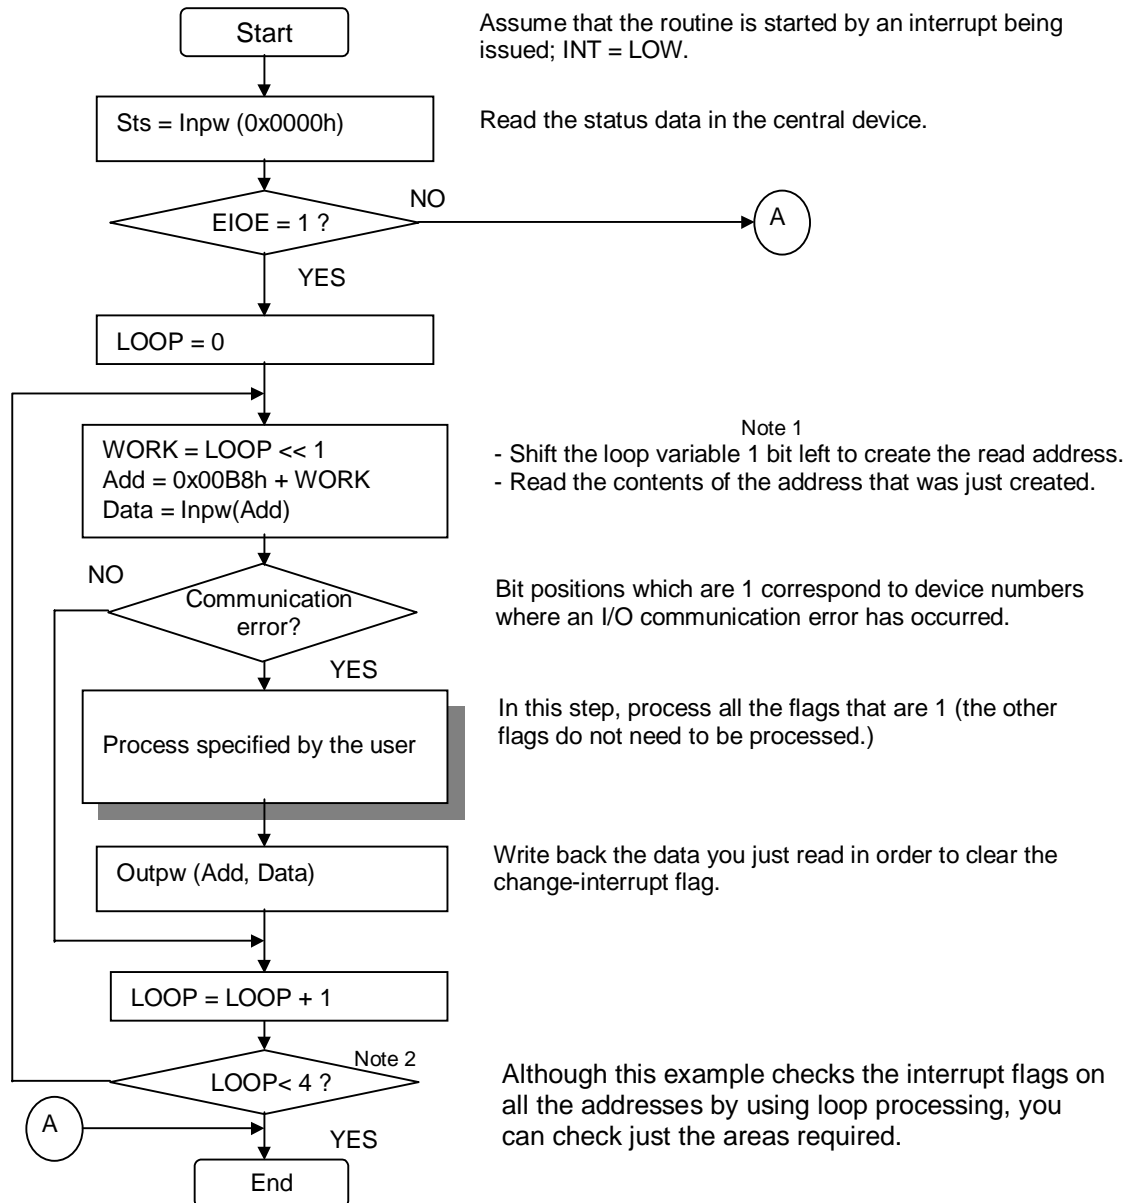 Start
Assume that the routine is started by an interrupt being
issued; INT = LOW.
Sts = Inpw (0x0000h)
Read the status data in the central device.
EIOE = 1 ?
NO
A
YES
LOOP = 0
WORK = LOOP << 1
Add = 0x00B8h + WORK
Data = Inpw(Add)
Note 1
- Shift the loop variable 1 bit left to create the read address.
- Read the contents of the address that was just created.
NO
Communication
error?
Bit positions which are 1 correspond to device numbers
where an I/O communication error has occurred.
YES
Process specified by the user
In this step, process all the flags that are 1 (the other
flags do not need to be processed.)
Outpw (Add, Data)
Write back the data you just read in order to clear the
change-interrupt flag.
LOOP = LOOP + 1
LOOP< 4 ?
Note 2
Although this example checks the interrupt flags on
all the addresses by using loop processing, you
can check just the areas required.
A
YES
End